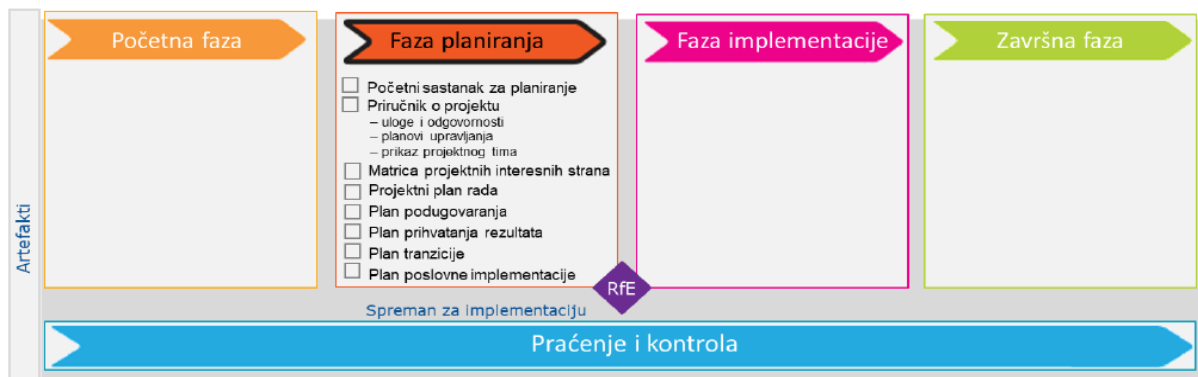 Početna faza
Faza planiranja
Faza implementacije
Završna faza
Početni sastanak za planiranje
Priručnik o projektu
– uloge i odgovornosti
– planovi upravljanja
– prikaz projektnog tima
Matrica projektnih interesnih strana
Projektni plan rada
Plan podugovaranja
Plan prihvatanja rezultata
Plan tranzicije
Plan poslovne implementacije
Artefakti
RfE
Spreman za implementaciju
Praćenje i kontrola